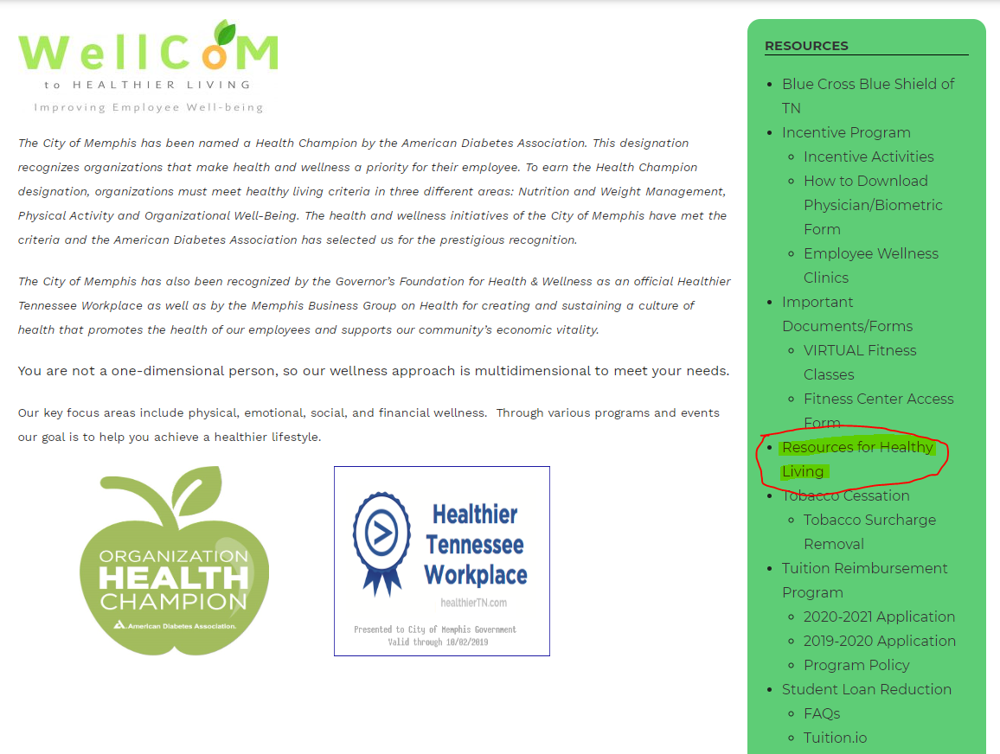 WellCoM
to HEALTHIER LIVING
Improving Employee Well-being
The City of Memphis has been named a Health Champion by the American Diabetes Association. This designation
recognizes organizations that make health and wellness a priority for their employee. To earn the Health Champion
designation, organizations must meet healthy living criteria in three different areas: Nutrition and Weight Management,
Physical Activity and Organizational Well-Being. The health and wellness initiatives of the City of Memphis have met the
criteria and the American Diabetes Association has selected us for the prestigious recognition.
The City of Memphis has also been recognized by the Governor’s Foundation for Health & Wellness as an official Healthier
Tennessee Workplace as well as by the Memphis Business Group on Health for creating and sustaining a culture of
health that promotes the health of our employees and supports our community’s economic vitality.
You are not a one-dimensional person, so our wellness approach is multidimensional to meet your needs.
Our key focus areas include physical, emotional, social, and financial wellness.  Through various programs and events
our goal is to help you achieve a healthier lifestyle.
ORGANIZATION
HEALTH
CHAMPION
American Diabetes Association.
Healthier
Tennessee
Workplace
healthierTN.com
Presented to City of Memphis Government
Valid through 10/02/2019
RESOURCES
Blue Cross Blue Shield of
TN
Incentive Program
Incentive Activities
How to Download
Physician/Biometric
Form
Employee Wellness
Clinics
Important
Documents/Forms
VIRTUAL Fitness
Classes
Fitness Center Access
Form
Resources for Healthy
Living
Tobacco Cessation
Tobacco Surcharge
Removal
Tuition Reimbursement
Program
2020-2021 Application
2019-2020 Application
Program Policy
Student Loan Reduction
FAQs
Tuition.io